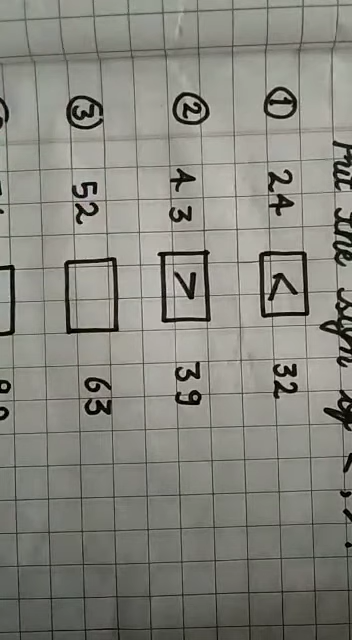 Put the sign of < , >.
① 24 < 32
② 43 > 39
③ 52 63